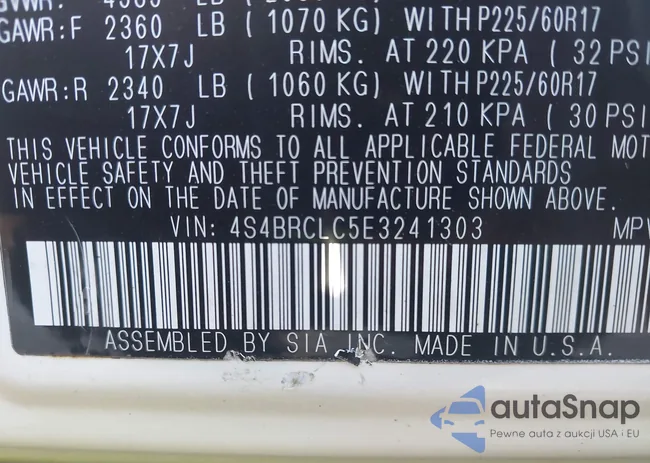 GAWR:F 2360 LB ( 1070 KG) WITH P225/60R17
17X7J RIMS. AT 220 KPA ( 32 PSI
GAWR:R 2340 LB ( 1060 KG) WITH P225/60R17
17X7J RIMS. AT 210 KPA ( 30 PSI
THIS VEHICLE CONFORMS TO ALL APPLICABLE FEDERAL MOT
VEHICLE SAFETY AND THEFT PREVENTION STANDARDS
IN EFFECT ON THE DATE OF MANUFACTURE SHOWN ABOVE.
VIN: 4S4BRCLC5E3241303 MPV
ASSEMBLED BY SIA INC. MADE IN U.S.A.
autaSnap
Pewne auta z aukcji USA i EU